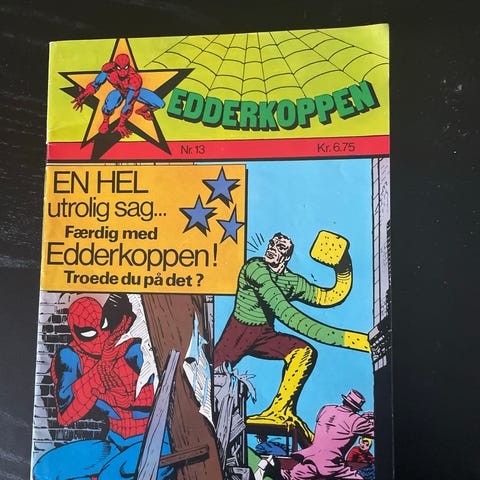 EDDERKOPPEN
Nr. 13
Kr. 6.75
EN HEL
utrolig sag...
Færdig med
Edderkoppen!
Troede du på det ?